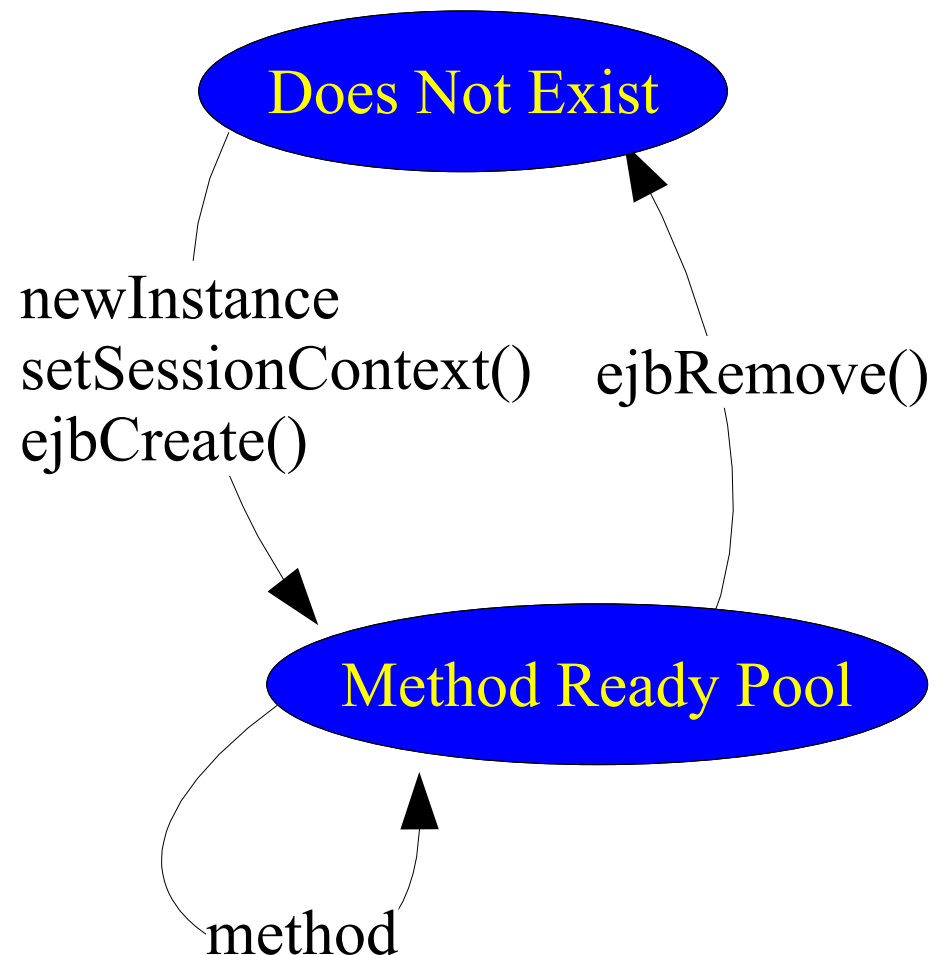 Does Not Exist
newInstance
setSessionContext()
ejbCreate()
ejbRemove()
Method Ready Pool
method